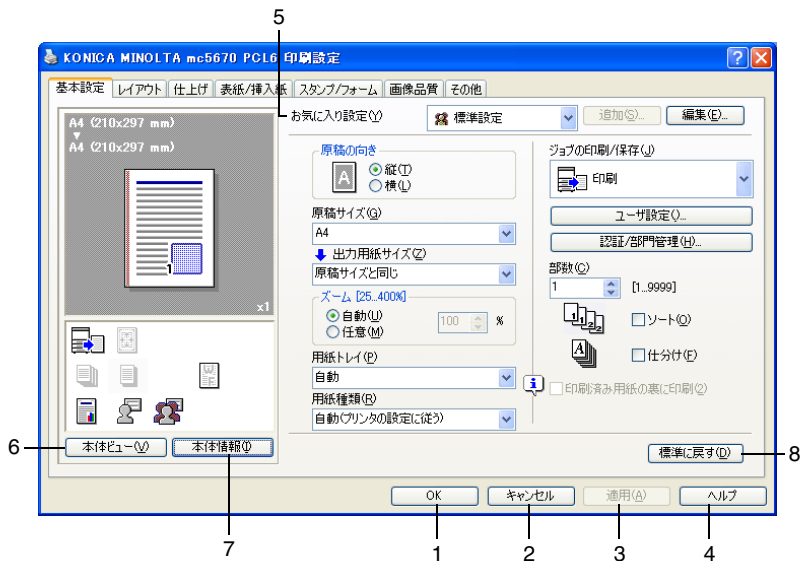 5
KONICA MINOLTA mc5670 PCL6 印刷設定
基本設定 レイアウト 仕上げ 表紙/挿入紙 スタンプ/フォーム 画像品質 その他
A4 (210x297 mm)
A4 (210x297 mm)
1
x1
お気に入り設定(Y) 標準設定 追加(S)... 編集(E)...
原稿の向き
A
縦(T)
横(L)
原稿サイズ(G)
A4
出力用紙サイズ(Z)
原稿サイズと同じ
ズーム [25...400%]
自動(U)
任意(M)
100 %
用紙トレイ(P)
自動
用紙種類(R)
自動(プリンタの設定に従う)
ジョブの印刷/保存(J)
印刷
ユーザ設定()...
認証/部門管理(H)...
部数(C)
1 [1...9999]
1 1 2 2 ソート(O)
A 仕分け(F)
i 印刷済み用紙の裏に印刷(2)
6 本体ビュー(V) 本体情報(I)
標準に戻す(D) 8
OK キャンセル 適用(A) ヘルプ
7 1 2 3 4